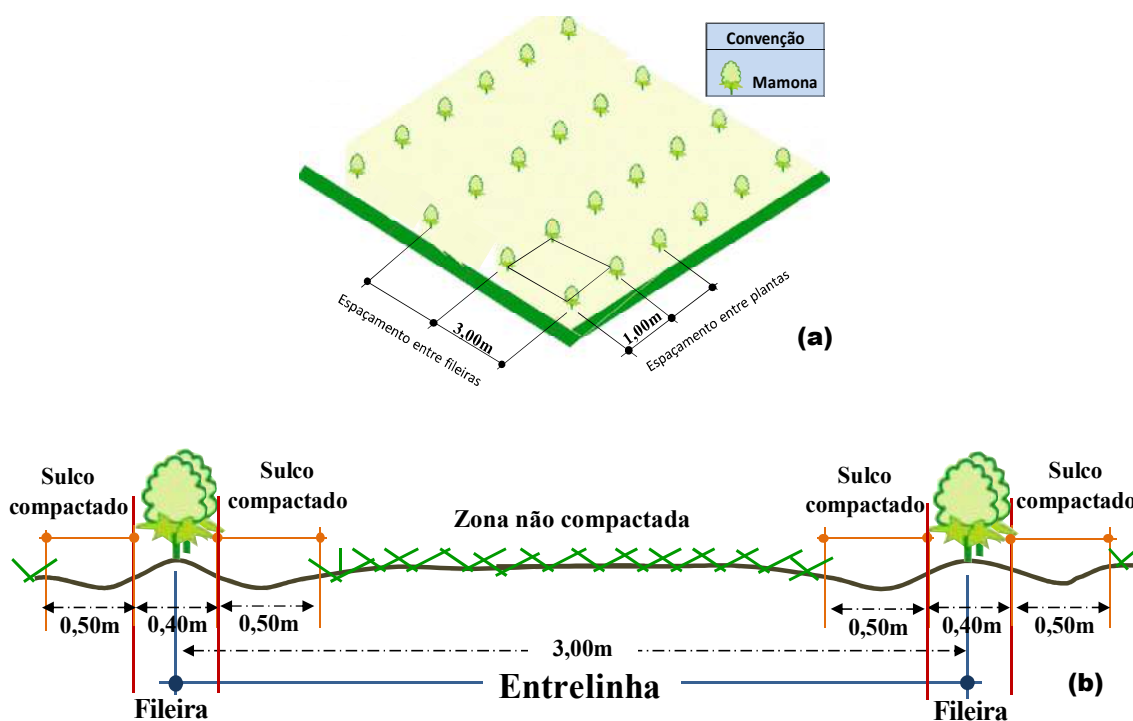 Convenção
Mamona
Espaçamento entre fileiras
3,00m
1,00m
Espaçamento entre plantas
(a)
Sulco
compactado
Sulco
compactado
Zona não compactada
Sulco
compactado
Sulco
compactado
0,50m
0,40m
0,50m
0,50m
0,40m
0,50m
3,00m
Entrelinha
Fileira
Fileira
(b)